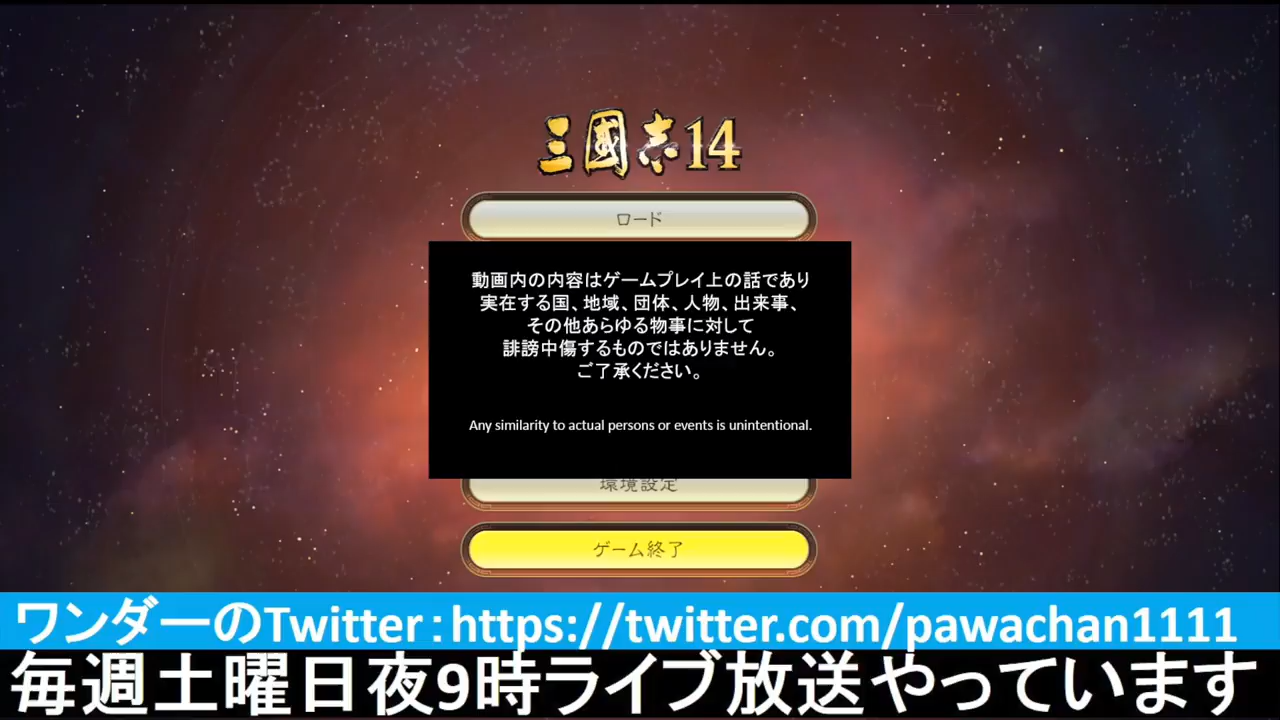 三國志14
ロード
動画内の内容はゲームプレイ上の話であり
実在する国、地域、団体、人物、出来事、
その他あらゆる物事に対して
誹謗中傷するものではありません。
ご了承ください。
Any similarity to actual persons or events is unintentional.
環境設定
ゲーム終了
ワンダーのTwitter：https://twitter.com/pawachan1111
毎週土曜日夜9時ライブ放送やっています